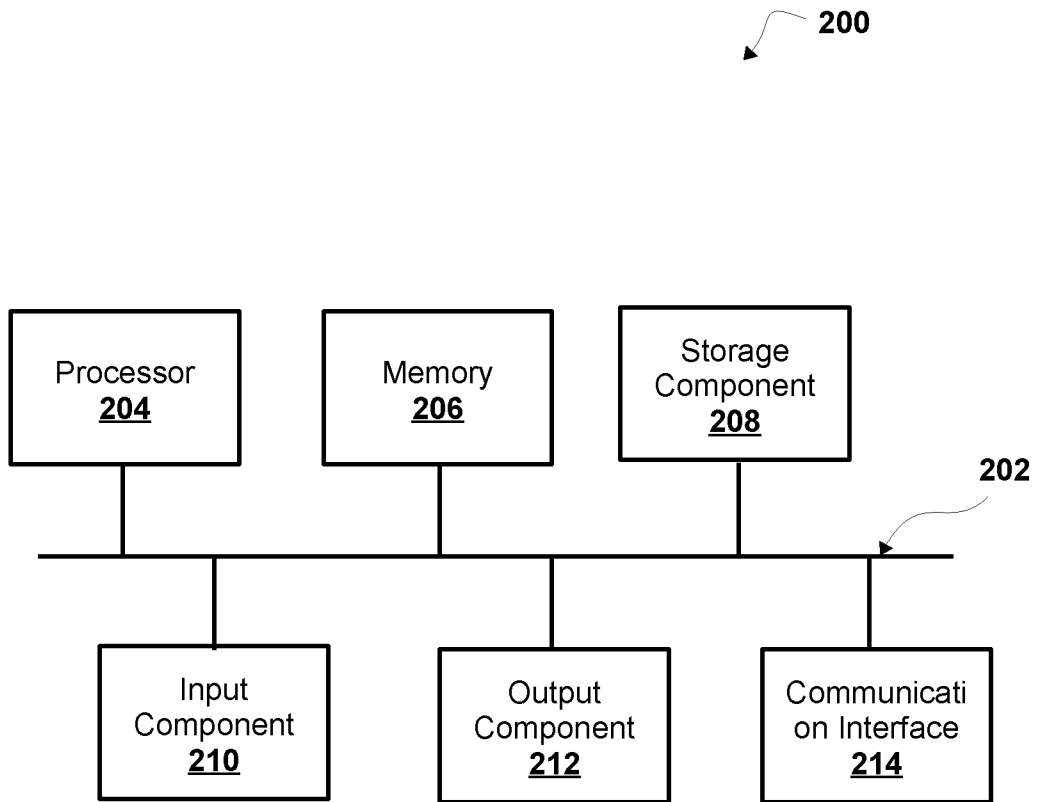 200
Processor
204
Memory
206
Storage
Component
208
202
Input
Component
210
Output
Component
212
Communicati
on Interface
214